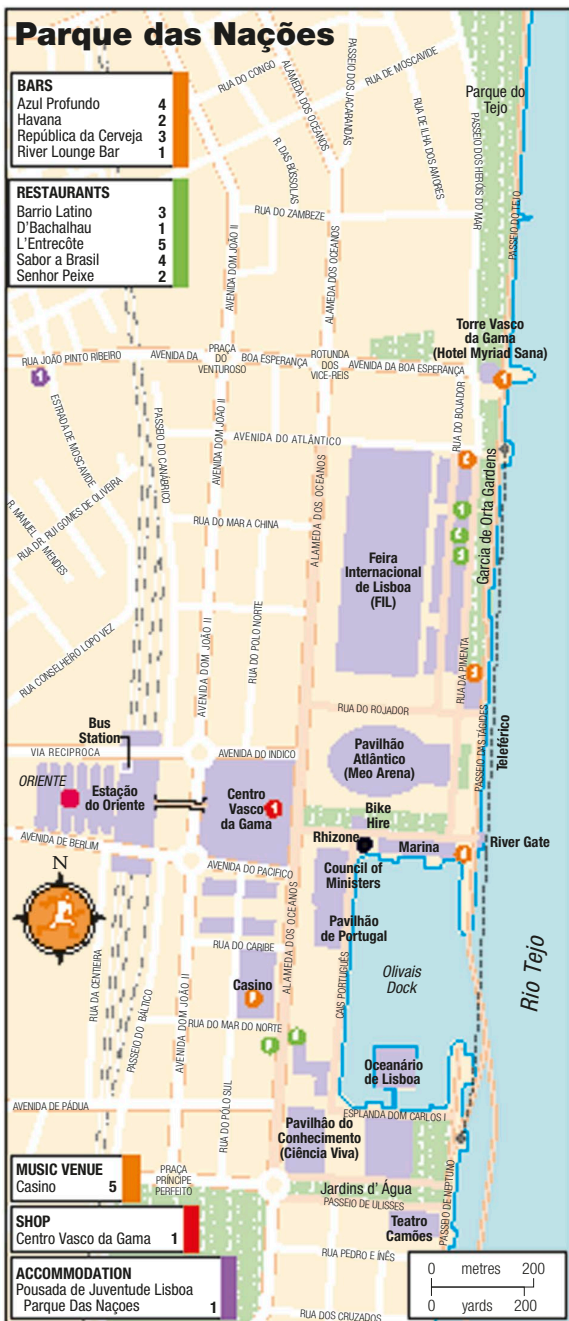 Parque das Nações
BARS
Azul Profundo 4
Havana 2
República da Cerveja 3
River Lounge Bar 1
RESTAURANTS
Barrio Latino 3
D'Bachalhau 1
L'Entrecôte 5
Sabor a Brasil 4
Senhor Peixe 2
RUA DO CONGO
ALAMEDA DOS OCEANOS
PASSEIO DOS JACARANDÁS
RUA DE MOSCAVIDE
Parque do
Tejo
R. DAS BÚSSOLAS
RUA DE ILHA DOS AMORES
PASSEIO DOS HERÓIS DO MAR
PASSEIO DO TEJO
RUA DO ZAMBEZE
AVENIDA DOM JOÃO II
ALAMEDA DOS OCEANOS
Torre Vasco
da Gama
(Hotel Myriad Sana)
1
RUA JOÃO PINTO RIBEIRO
AVENIDA DA
PRAÇA
DO
VENTUROSO
BOA ESPERANÇA
ROTUNDA
DOS
VICE-REIS
AVENIDA DA BOA ESPERANÇA
1
ESTRADA DE MOSCAVIDE
PASSEIO DO CANÁBRICO
AVENIDA DOM JOÃO II
AVENIDA DO ATLÂNTICO
RUA DO BOJADOR
R. MANUEL MENDES
RUA DR. RUI GOMES DE OLIVEIRA
RUA DO MAR A CHINA
ALAMEDA DOS OCEANOS
Feira
Internacional
de Lisboa
(FIL)
1
2
3
Garcia de Orta Gardens
RUA CONSELHEIRO LOPO VEZ
RUA DO POLO NORTE
AVENIDA DOM JOÃO II
RUA DA PIMENTA
3
RUA DO ROJADOR
Bus
Station
VIA RECIPROCA
AVENIDA DO INDICO
Pavilhão
Atlântico
(Meo Arena)
PASSEIO DAS TÁGIDES
Teleférico
ORIENTE
Estação
do Oriente
Centro
Vasco
da Gama
1
Bike
Hire
Rhizone
Marina
River Gate
AVENIDA DE BERLIM
AVENIDA DO PACIFICO
Council of
Ministers
N
Pavilhão
de Portugal
RUA DO CARIBE
ALAMEDA DOS OCEANOS
CAIS PORTUGUÊS
Olivais
Dock
Rio Tejo
RUA DA CENTIEIRA
PASSEIO DO BÁLTICO
AVENIDA DOM JOÃO II
Casino
RUA DO MAR DO NORTE
Oceanário
de Lisboa
AVENIDA DE PÁDUA
RUA DO PÓLO SUL
ESPLANDA DOM CARLOS I
Pavilhão do
Conhecimento
(Ciência Viva)
MUSIC VENUE
Casino 5
PRAÇA
PRÍNCIPE
PERFEITO
Jardins d' Água
PASSEIO DE ULISSES
PASSEIO DE NEPTUNO
SHOP
Centro Vasco da Gama 1
Teatro
Camões
RUA PEDRO E INÊS
ACCOMMODATION
Pousada de Juventude Lisboa
Parque Das Naçoes 1
RUA DOS CRUZADOS
0 metres 200
0 yards 200